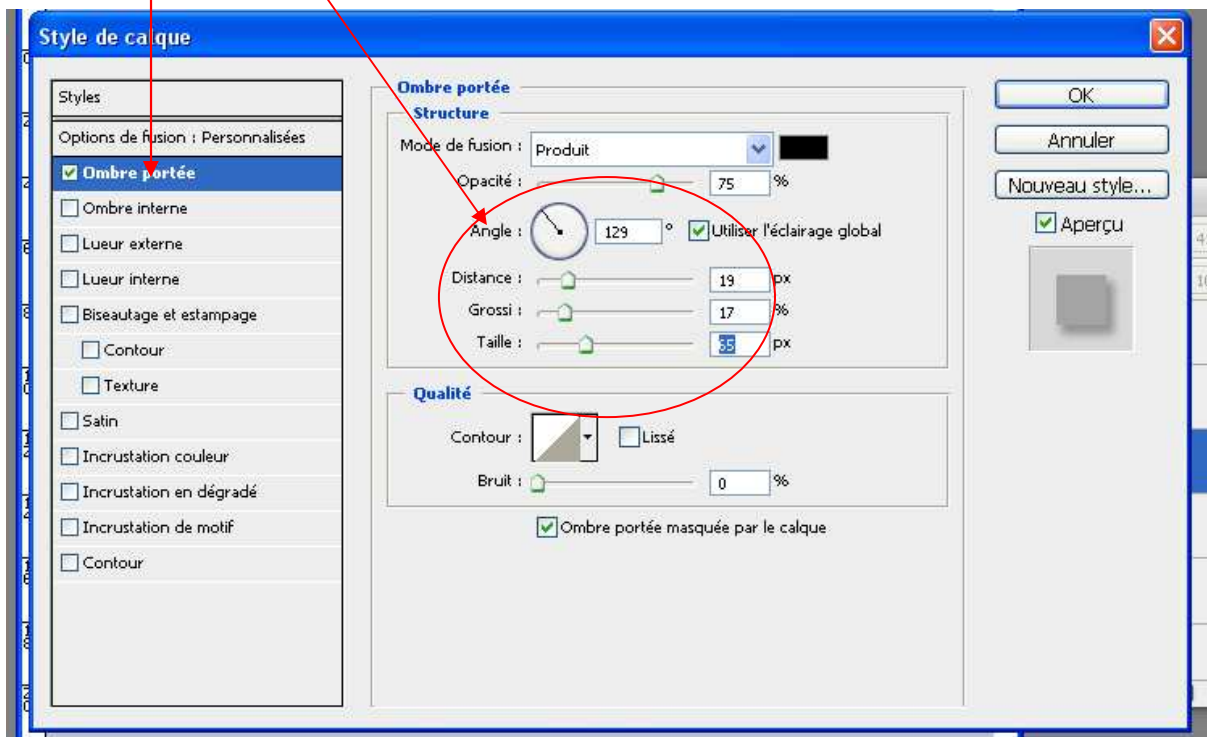 Style de calque
Styles
Options de fusion : Personnalisées
Ombre portée
Ombre interne
Lueur externe
Lueur interne
Biseautage et estampage
Contour
Texture
Satin
Incrustation couleur
Incrustation en dégradé
Incrustation de motif
Contour
Ombre portée
Structure
Mode de fusion : Produit
Opacité : 75 %
Angle : 129 ° Utiliser l'éclairage global
Distance : 19 px
Grossi : 17 %
Taille : px
Qualité
Contour : Lissé
Bruit : 0 %
Ombre portée masquée par le calque
OK
Annuler
Nouveau style...
Aperçu